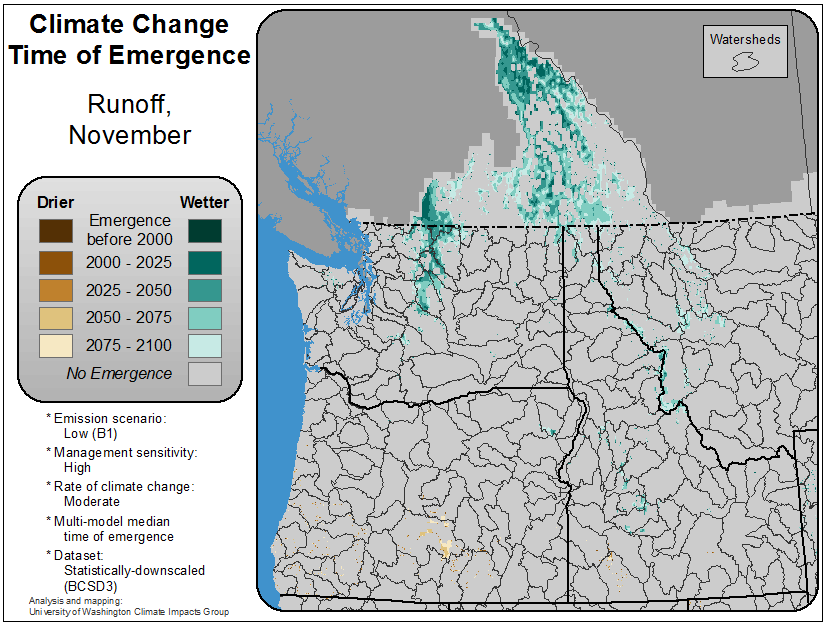 Climate Change
Time of Emergence
Runoff,
November
Drier
Wetter
Emergence
before 2000
2000 - 2025
2025 - 2050
2050 - 2075
2075 - 2100
No Emergence
* Emission scenario:
Low (B1)
* Management sensitivity:
High
* Rate of climate change:
Moderate
* Multi-model median
time of emergence
* Dataset:
Statistically-downscaled
(BCSD3)
Analysis and mapping:
University of Washington Climate Impacts Group
Watersheds